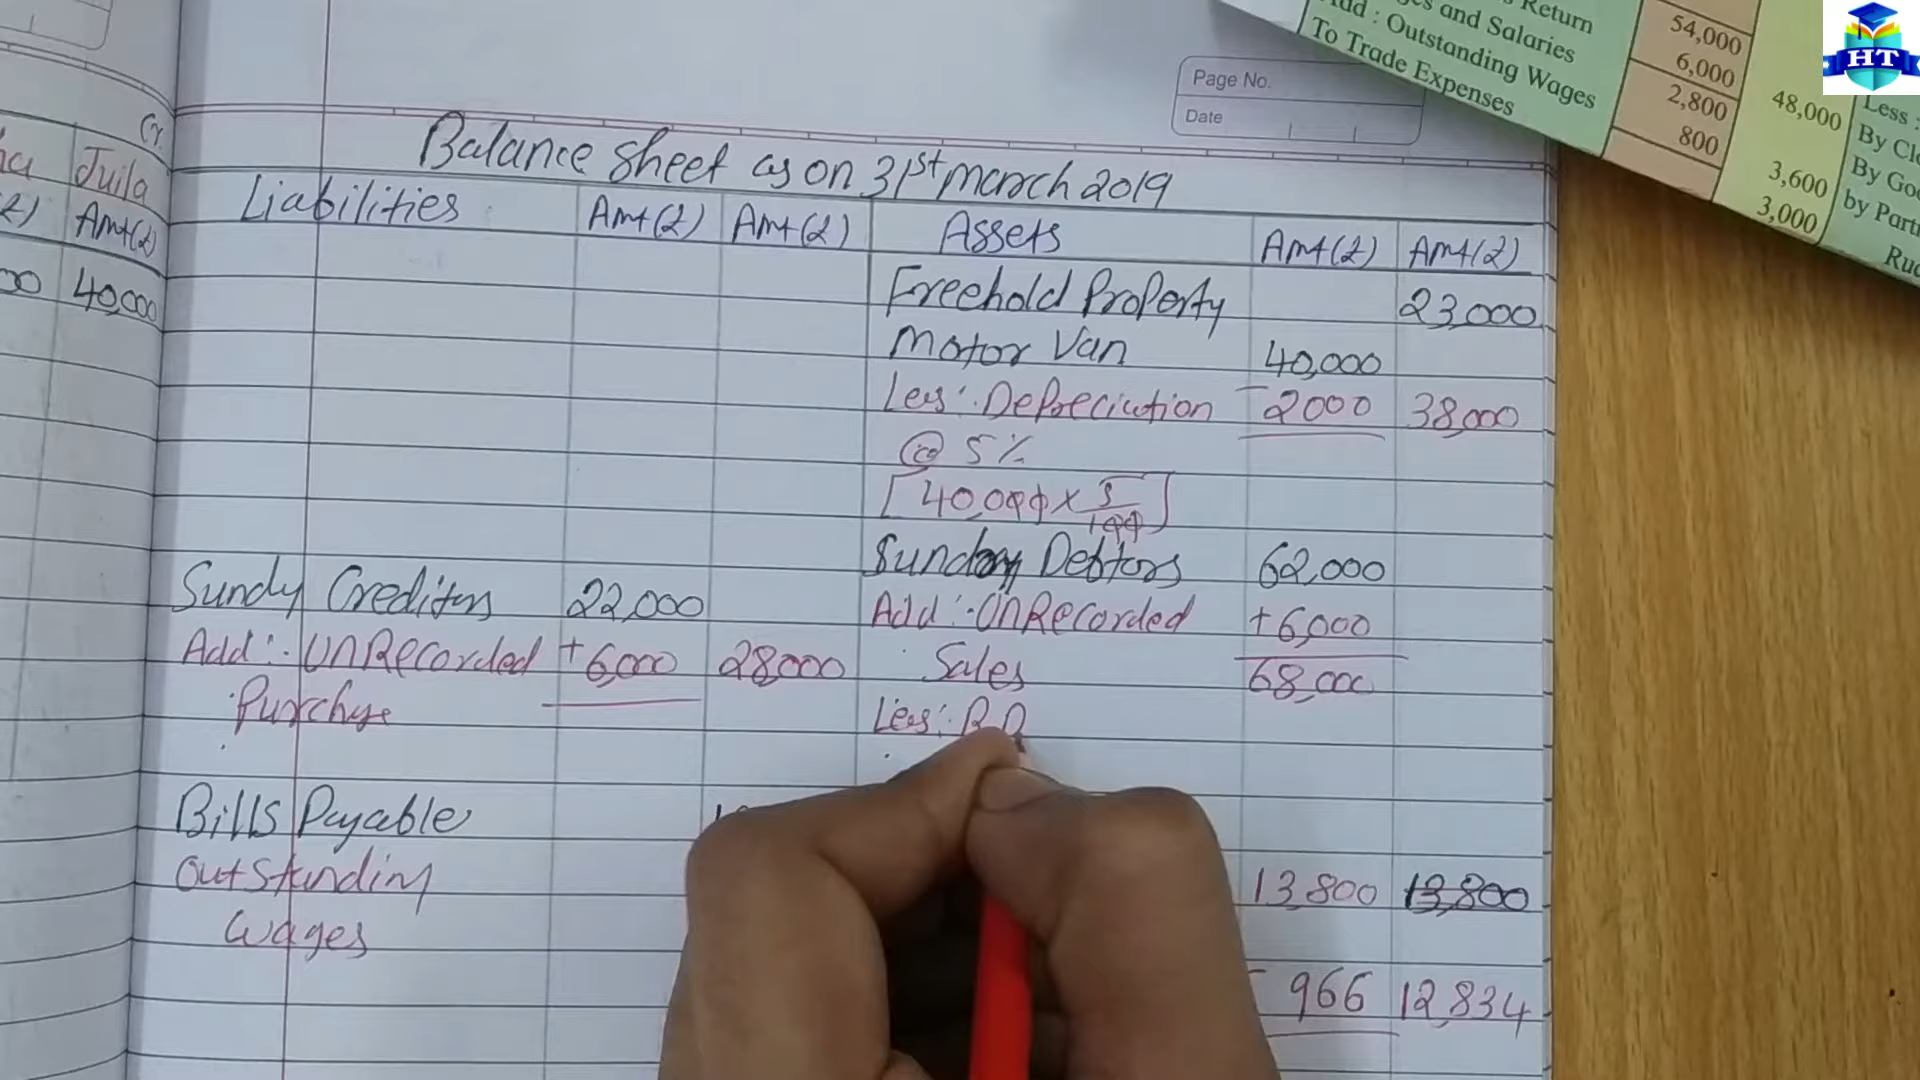 Return
and Salaries
Add : Outstanding Wages
To Trade Expenses
54,000
6,000
2,800
800
48,000
3,600
3,000
Less :
By
By
by
HT
Page No.
Date
Cr.
Juila
Amt(₹)
40,000
Balance Sheet as on 31st march 2019
Liabilities Amt(₹) Amt(₹) Assets Amt(₹) Amt(₹)
Freehold Property 23,000
Motor Van 40,000
Less:. Depreciation - 2000 38,000
@ 5%
[40,000 x 5/100]
Sundry Debtors 62,000
Sundy Creditors 22,000
Add:- UnRecorded +6,000
Add:- UnRecorded +6,000 28,000 Sales 68,000
Purchase
Less:. R.D
Bills Payable
Outstanding 13,800 13,800
wages
- 966 12,834